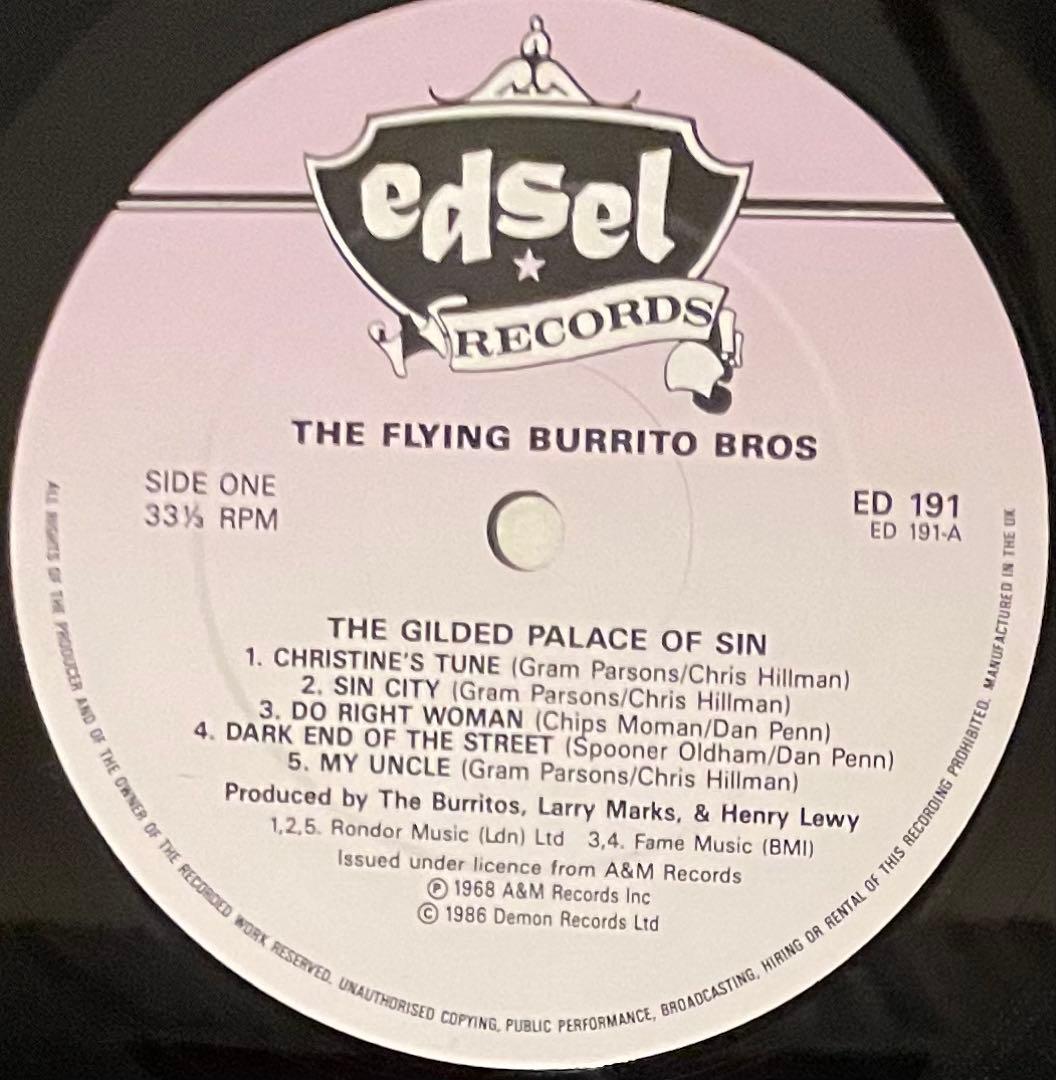 edsel
RECORDS
THE FLYING BURRITO BROS
SIDE ONE
33⅓ RPM
ED 191
ED 191-A
THE GILDED PALACE OF SIN
1. CHRISTINE'S TUNE (Gram Parsons/Chris Hillman)
2. SIN CITY (Gram Parsons/Chris Hillman)
3. DO RIGHT WOMAN (Chips Moman/Dan Penn)
4. DARK END OF THE STREET (Spooner Oldham/Dan Penn)
5. MY UNCLE (Gram Parsons/Chris Hillman)
Produced by The Burritos, Larry Marks, & Henry Lewy
1,2,5. Rondor Music (Ldn) Ltd 3,4. Fame Music (BMI)
Issued under licence from A&M Records
℗ 1968 A&M Records Inc
© 1986 Demon Records Ltd
ALL RIGHTS OF THE PRODUCER AND OF THE OWNER OF THE RECORDED WORK RESERVED. UNAUTHORISED COPYING, PUBLIC PERFORMANCE, BROADCASTING, HIRING OR RENTAL OF THIS RECORDING PROHIBITED. MANUFACTURED IN THE UK